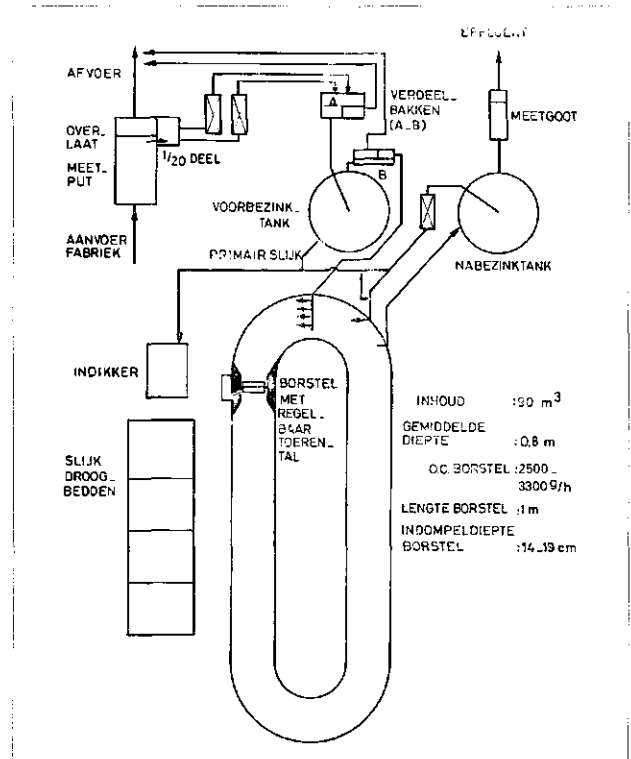 EFFLUENT
AFVOER
VERDEEL_
BAKKEN
(A_B)
MEETGOOT
OVER_
LAAT
1/20 DEEL
MEET_
PUT
A
B
VOORBEZINK_
TANK
AANVOER
FABRIEK
PRIMAIR SLIJK
NABEZINKTANK
INDIKKER
BORSTEL
MET
REGEL_
BAAR
TOEREN_
TAL
SLIJK
DROOG_
BEDDEN
INHOUD :90 m³
GEMIDDELDE
DIEPTE :0,8 m
O.C. BORSTEL :2500_
3300 g/h
LENGTE BORSTEL :1 m
INDOMPELDIEPTE
BORSTEL :14_19 cm